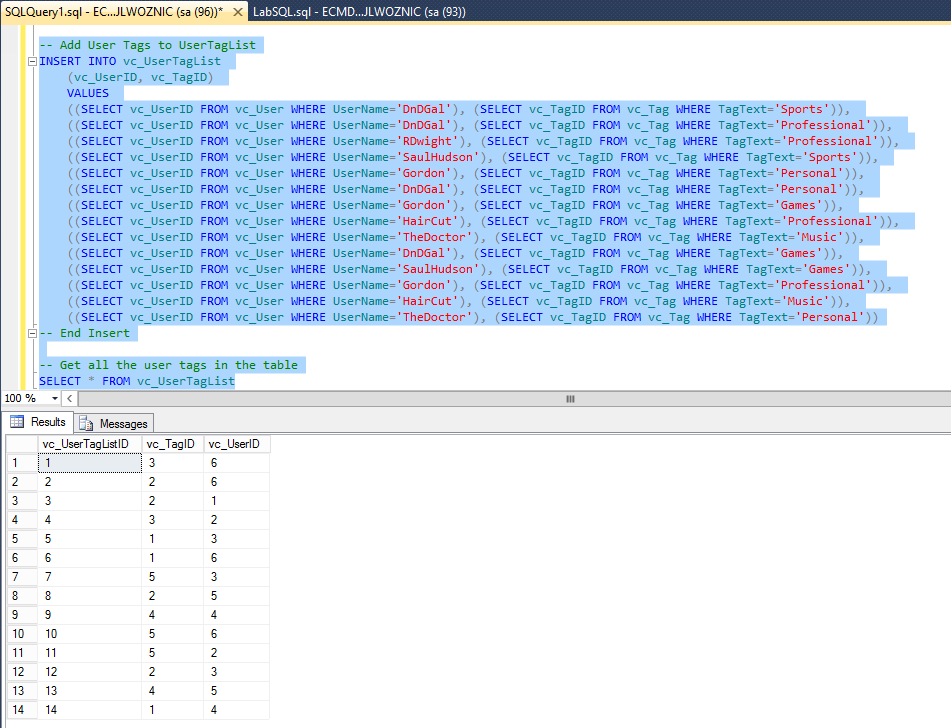 SQLQuery1.sql - EC...JLWOZNIC (sa (96))* × LabSQL.sql - ECMD...JLWOZNIC (sa (93))
-- Add User Tags to UserTagList
INSERT INTO vc_UserTagList
(vc_UserID, vc_TagID)
VALUES
((SELECT vc_UserID FROM vc_User WHERE UserName='DnDGal'), (SELECT vc_TagID FROM vc_Tag WHERE TagText='Sports')),
((SELECT vc_UserID FROM vc_User WHERE UserName='DnDGal'), (SELECT vc_TagID FROM vc_Tag WHERE TagText='Professional')),
((SELECT vc_UserID FROM vc_User WHERE UserName='RDwight'), (SELECT vc_TagID FROM vc_Tag WHERE TagText='Professional')),
((SELECT vc_UserID FROM vc_User WHERE UserName='SaulHudson'), (SELECT vc_TagID FROM vc_Tag WHERE TagText='Sports')),
((SELECT vc_UserID FROM vc_User WHERE UserName='Gordon'), (SELECT vc_TagID FROM vc_Tag WHERE TagText='Personal')),
((SELECT vc_UserID FROM vc_User WHERE UserName='DnDGal'), (SELECT vc_TagID FROM vc_Tag WHERE TagText='Personal')),
((SELECT vc_UserID FROM vc_User WHERE UserName='Gordon'), (SELECT vc_TagID FROM vc_Tag WHERE TagText='Games')),
((SELECT vc_UserID FROM vc_User WHERE UserName='HairCut'), (SELECT vc_TagID FROM vc_Tag WHERE TagText='Professional')),
((SELECT vc_UserID FROM vc_User WHERE UserName='TheDoctor'), (SELECT vc_TagID FROM vc_Tag WHERE TagText='Music')),
((SELECT vc_UserID FROM vc_User WHERE UserName='DnDGal'), (SELECT vc_TagID FROM vc_Tag WHERE TagText='Games')),
((SELECT vc_UserID FROM vc_User WHERE UserName='SaulHudson'), (SELECT vc_TagID FROM vc_Tag WHERE TagText='Games')),
((SELECT vc_UserID FROM vc_User WHERE UserName='Gordon'), (SELECT vc_TagID FROM vc_Tag WHERE TagText='Professional')),
((SELECT vc_UserID FROM vc_User WHERE UserName='HairCut'), (SELECT vc_TagID FROM vc_Tag WHERE TagText='Music')),
((SELECT vc_UserID FROM vc_User WHERE UserName='TheDoctor'), (SELECT vc_TagID FROM vc_Tag WHERE TagText='Personal'))
-- End Insert
-- Get all the user tags in the table
SELECT * FROM vc_UserTagList
100 %
Results Messages
vc_UserTagListID vc_TagID vc_UserID
1 1 3 6
2 2 2 6
3 3 2 1
4 4 3 2
5 5 1 3
6 6 1 6
7 7 5 3
8 8 2 5
9 9 4 4
10 10 5 6
11 11 5 2
12 12 2 3
13 13 4 5
14 14 1 4